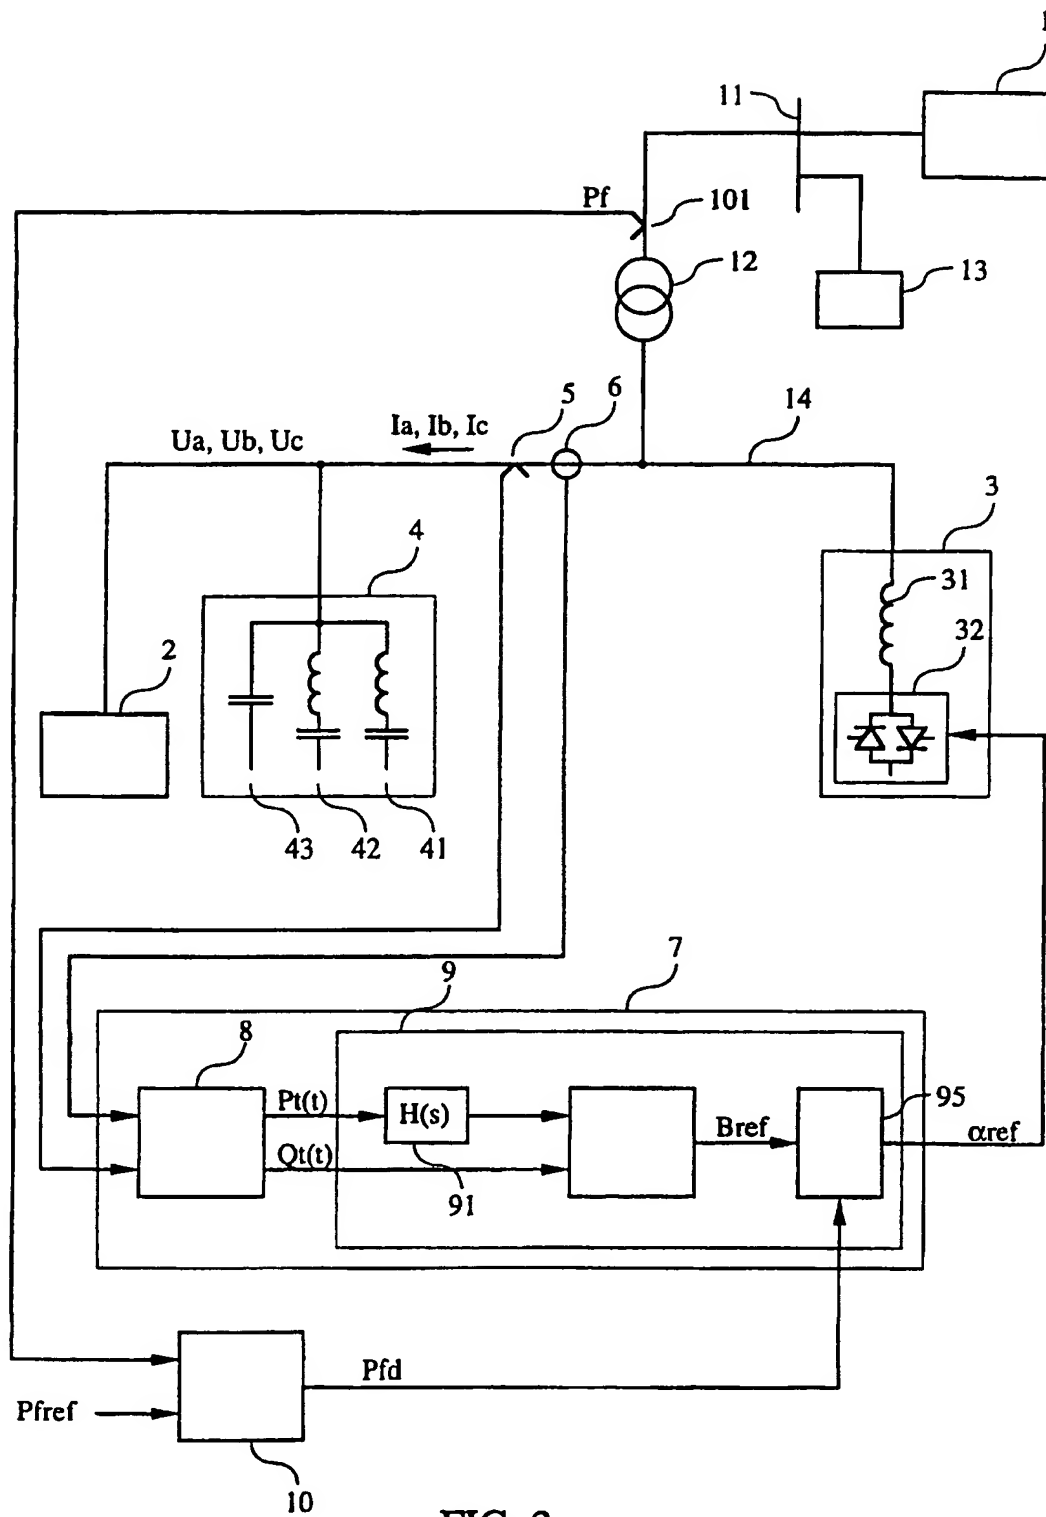 1
11
Pf
101
12
13
5
6
14
Ia, Ib, Ic
Ua, Ub, Uc
3
4
31
32
2
43
42
41
7
9
8
Pt(t)
H(s)
Bref
95
αref
Qt(t)
91
Pfd
Pfref
10